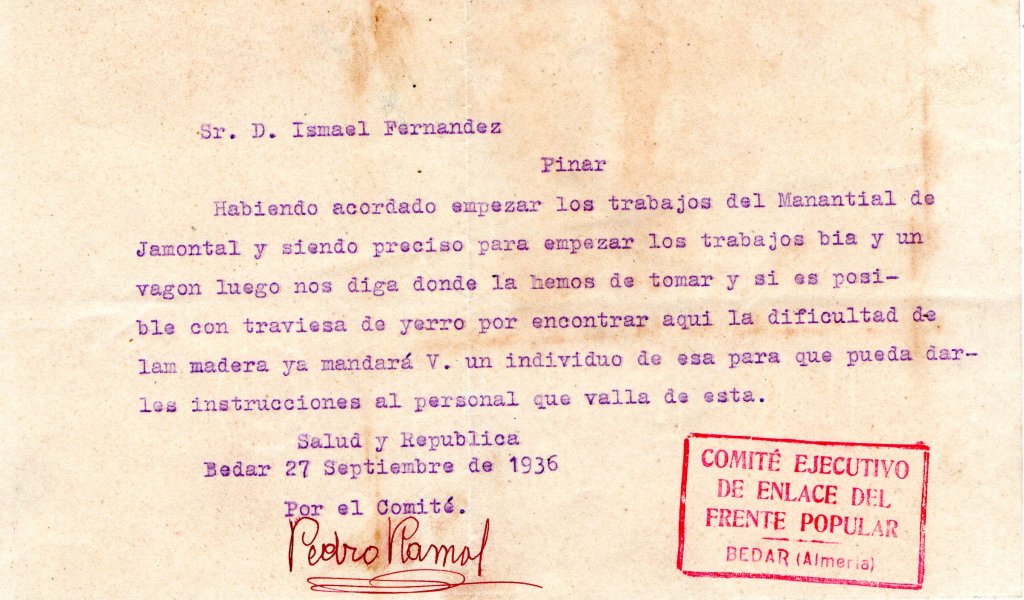 Sr. D. Ismael Fernandez
Pinar
Habiendo acordado empezar los trabajos del Manantial de
Jamontal y siendo preciso para empezar los trabajos bia y un
vagon luego nos diga donde la hemos de tomar y si es posi-
ble con traviesa de yerro por encontrar aqui la dificultad de
lam madera ya mandará V. un individuo de esa para que pueda dar-
les instrucciones al personal que valla de esta.
Salud y Republica
Bedar 27 Septiembre de 1936
Por el Comité.
Pedro Ramal
COMITÉ EJECUTIVO
DE ENLACE DEL
FRENTE POPULAR
BEDAR (Almeria)